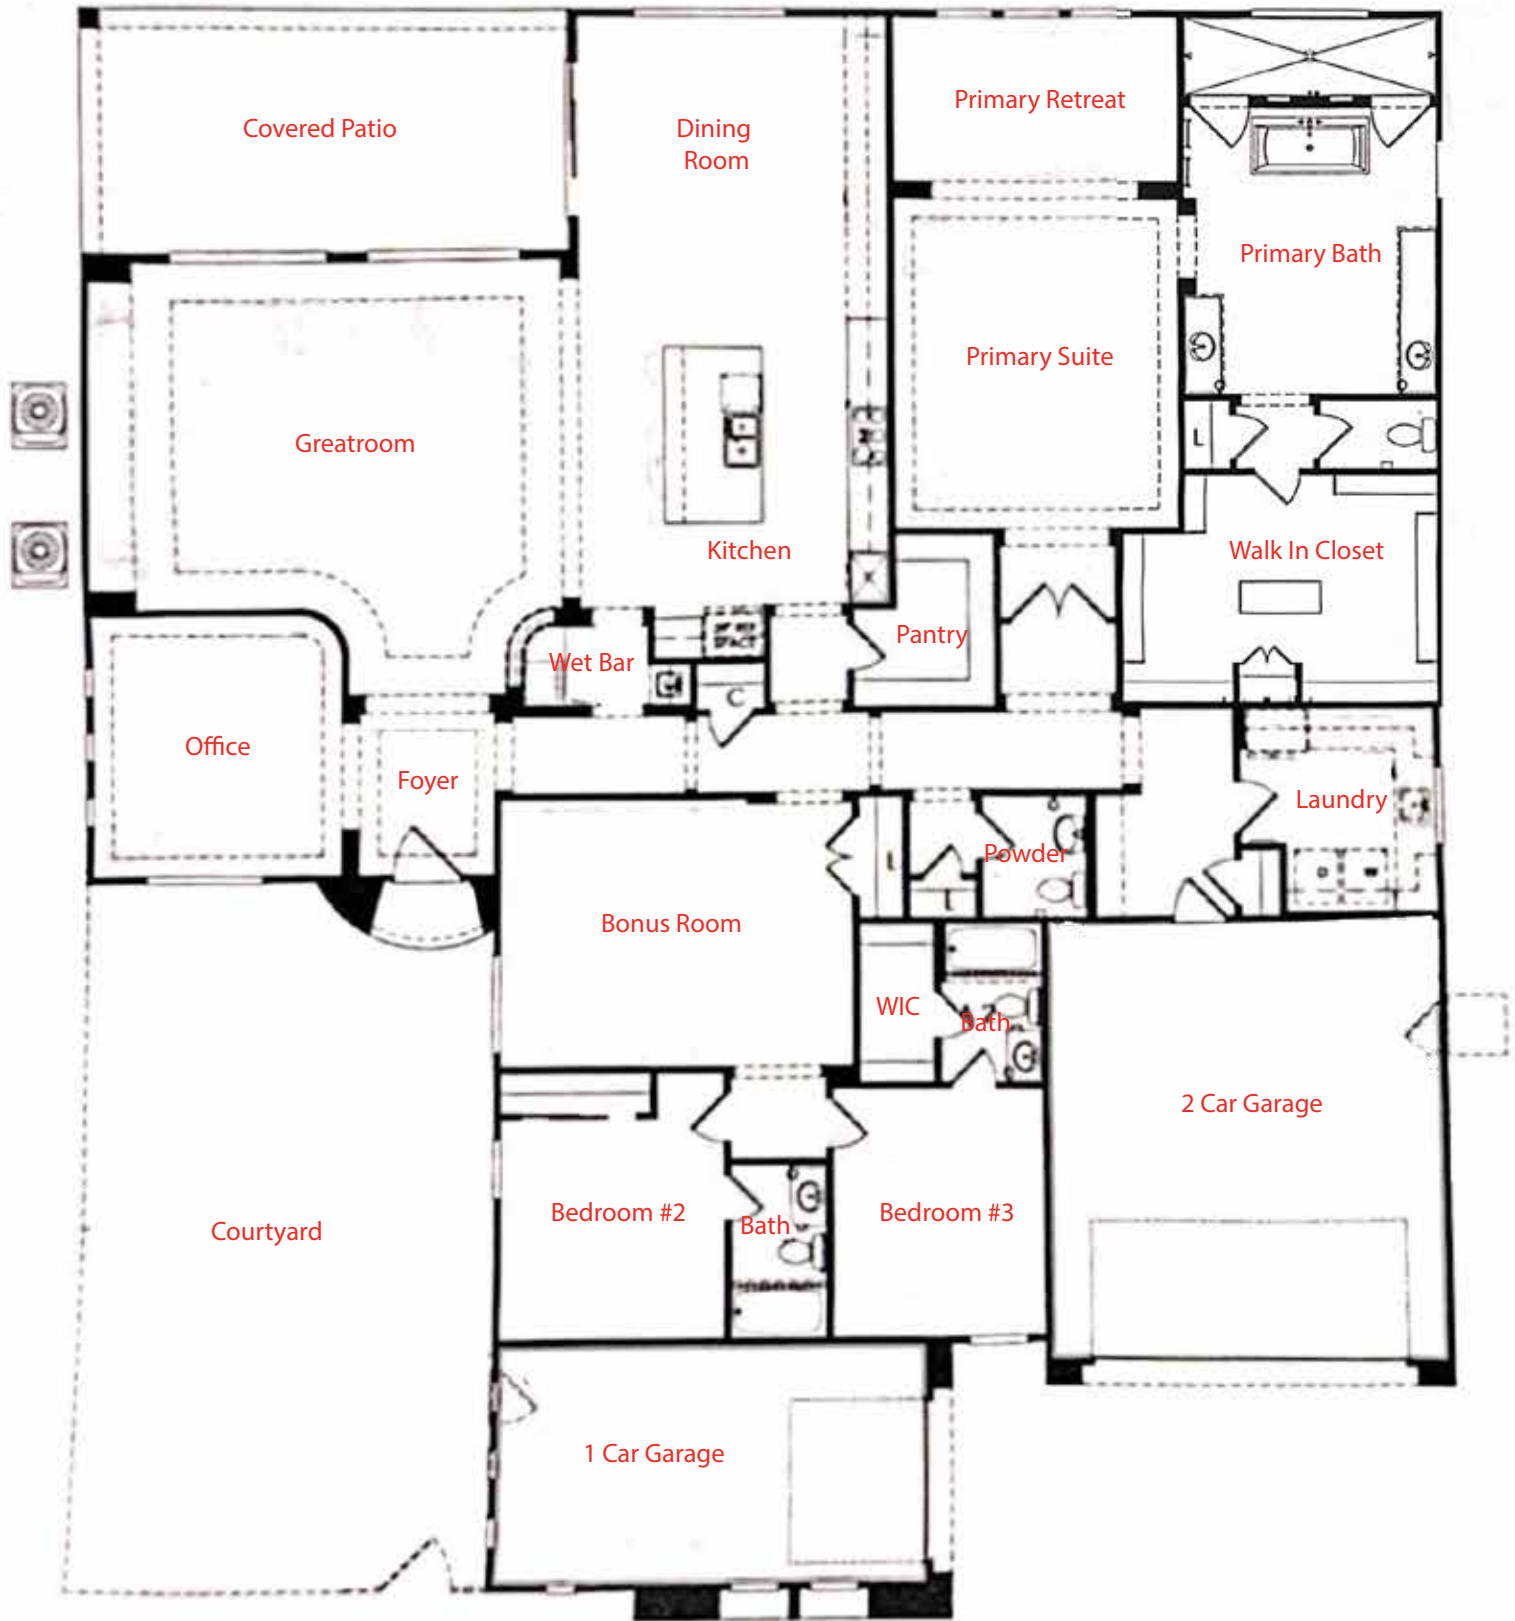 Covered Patio
Dining
Room
Primary Retreat
Primary Bath
Primary Suite
Greatroom
L
Kitchen
Walk In Closet
Pantry
Wet Bar
C
Office
Foyer
Laundry
Powder
L
Bonus Room
WIC
Bath
2 Car Garage
Bedroom #2
Bath
Bedroom #3
Courtyard
1 Car Garage